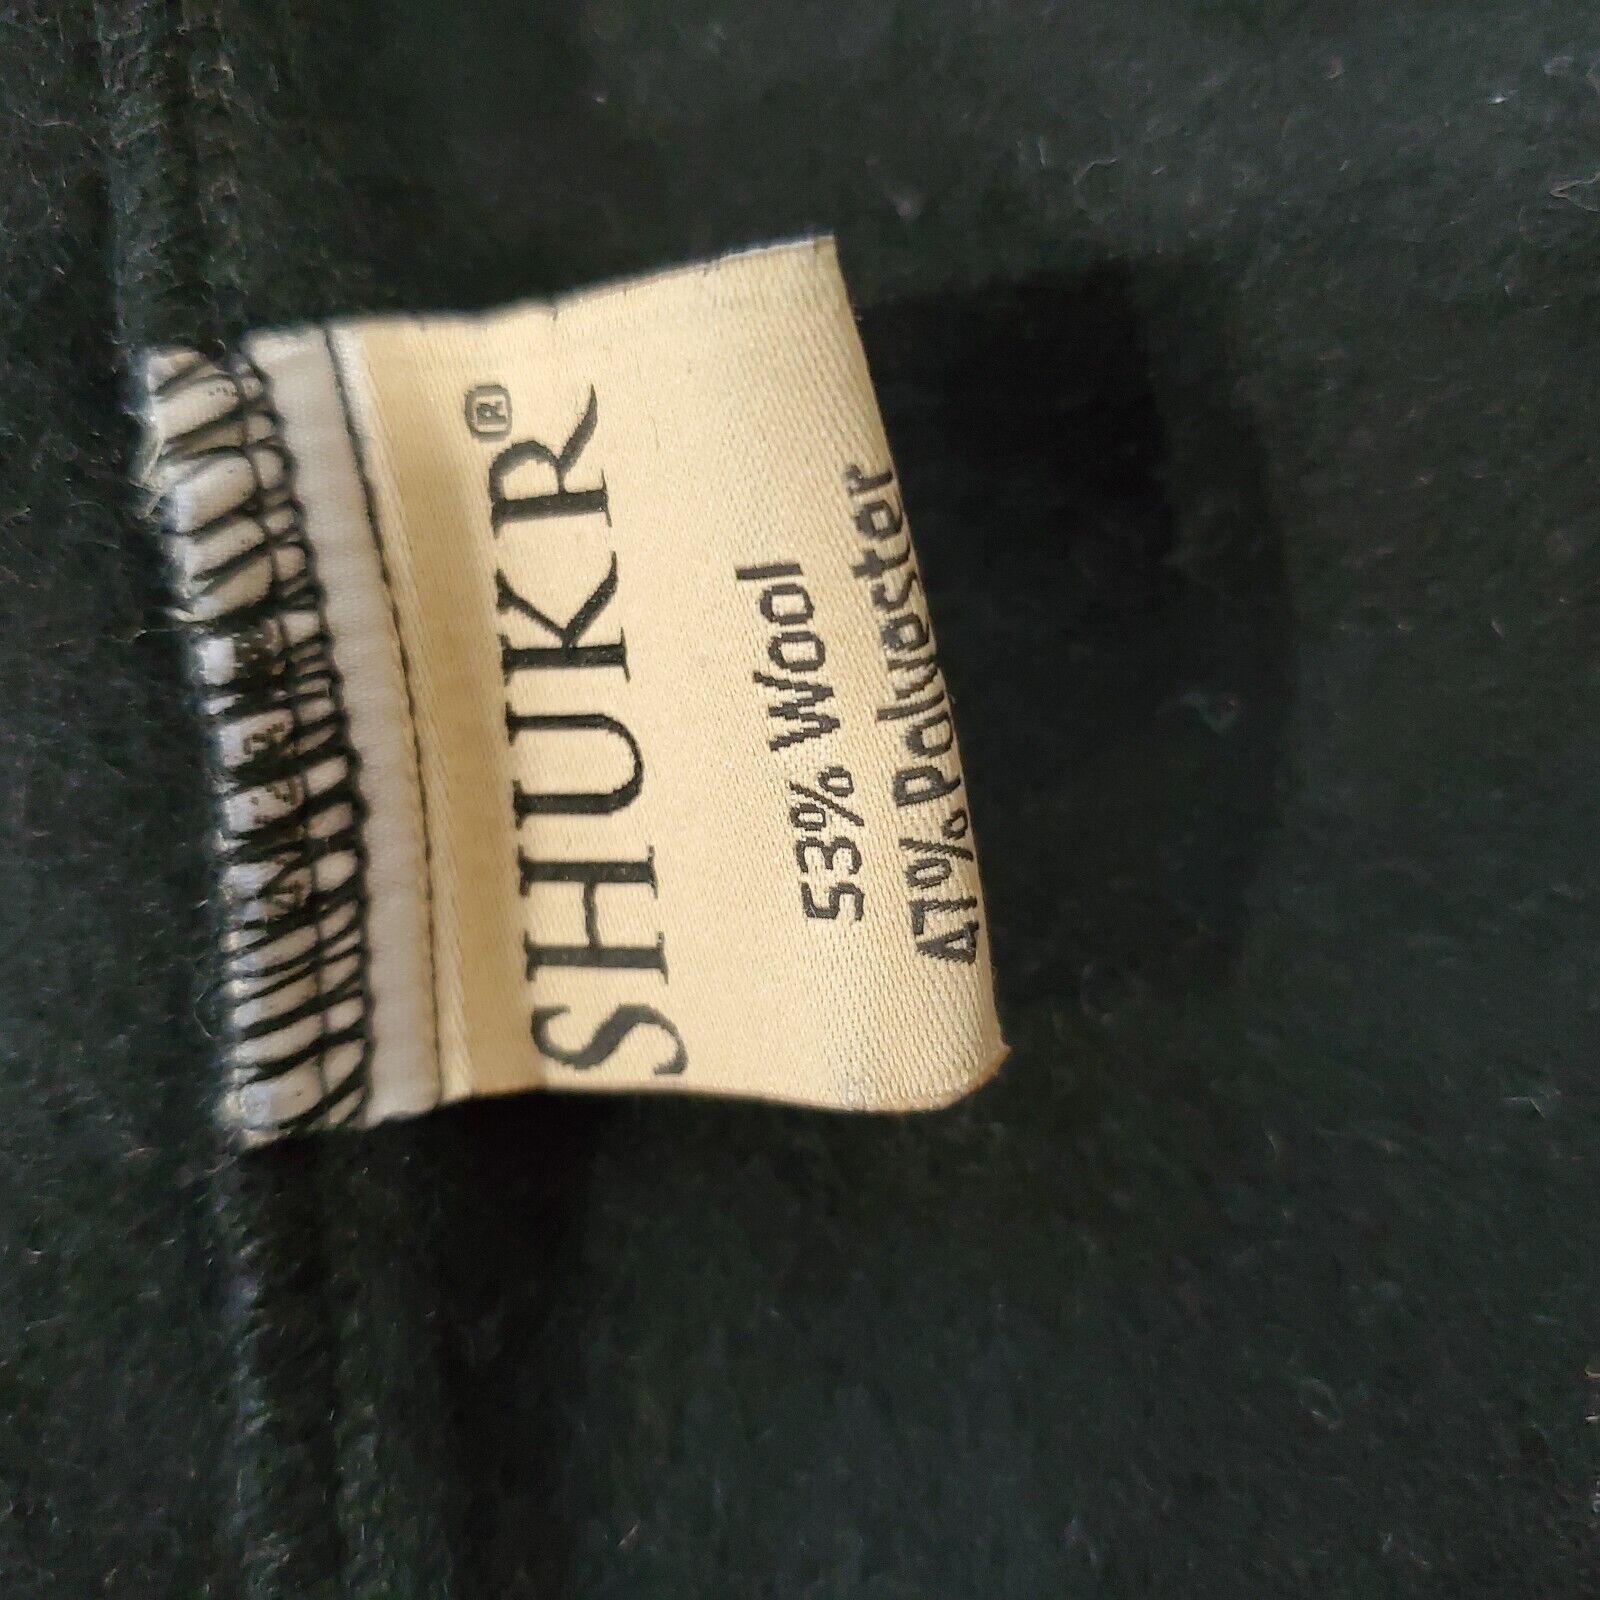 SHUKR®
53% Wool
47% Polyester